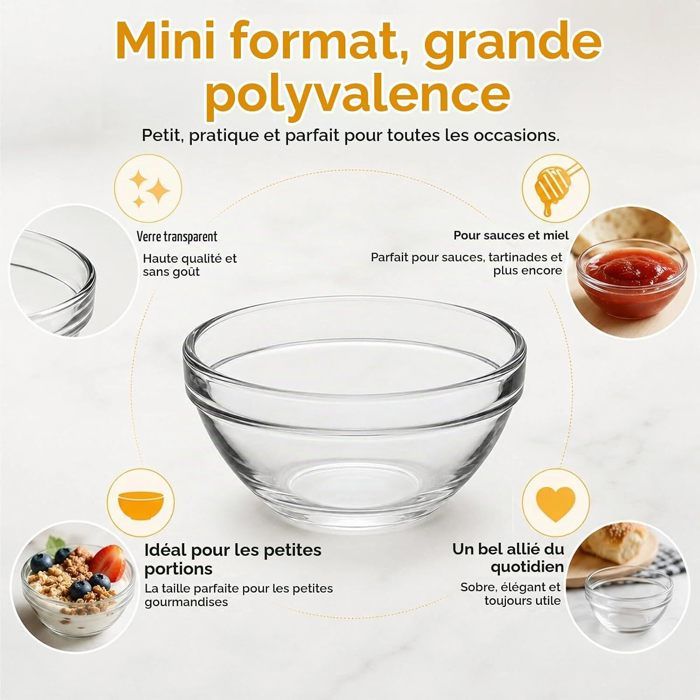 Mini format, grande
polyvalence
Petit, pratique et parfait pour toutes les occasions.
Verre transparent
Haute qualité et
sans goût
Pour sauces et miel
Parfait pour sauces, tartinades et
plus encore
Idéal pour les petites
portions
La taille parfaite pour les petites
gourmandises
Un bel allié du
quotidien
Sobre, élégant et
toujours utile